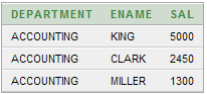 DEPARTMENT ENAME SAL
ACCOUNTING KING 5000
ACCOUNTING CLARK 2450
ACCOUNTING MILLER 1300